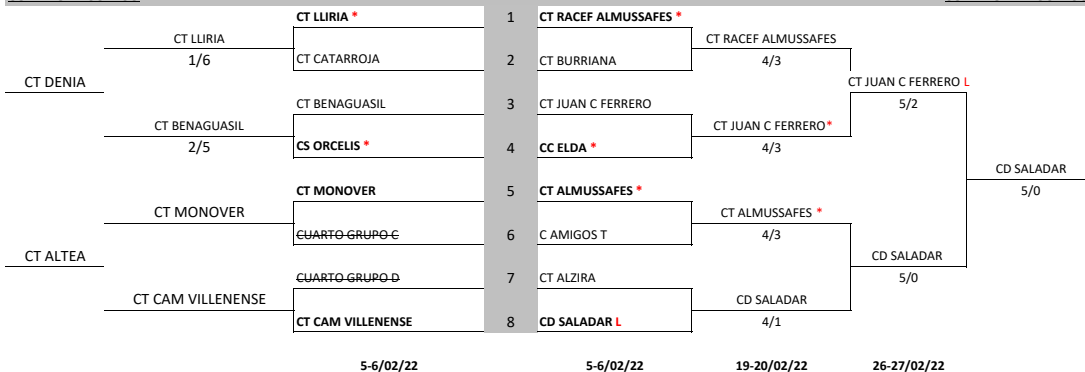 CT LLIRIA * 1 CT RACEF ALMUSSAFES *
CT LLIRIA CT RACEF ALMUSSAFES
1/6 CT CATARROJA 2 CT BURRIANA 4/3
CT DENIA CT JUAN C FERRERO L
CT BENAGUASIL 3 CT JUAN C FERRERO 5/2
CT BENAGUASIL CT JUAN C FERRERO*
2/5 CS ORCELIS * 4 CC ELDA * 4/3
CD SALADAR
CT MONOVER 5 CT ALMUSSAFES * 5/0
CT MONOVER CT ALMUSSAFES *
CUARTO GRUPO C 6 C AMIGOS T 4/3
CT ALTEA CD SALADAR
CUARTO GRUPO D 7 CT ALZIRA 5/0
CT CAM VILLENENSE CD SALADAR
CT CAM VILLENENSE 8 CD SALADAR L 4/1
5-6/02/22 5-6/02/22 19-20/02/22 26-27/02/22